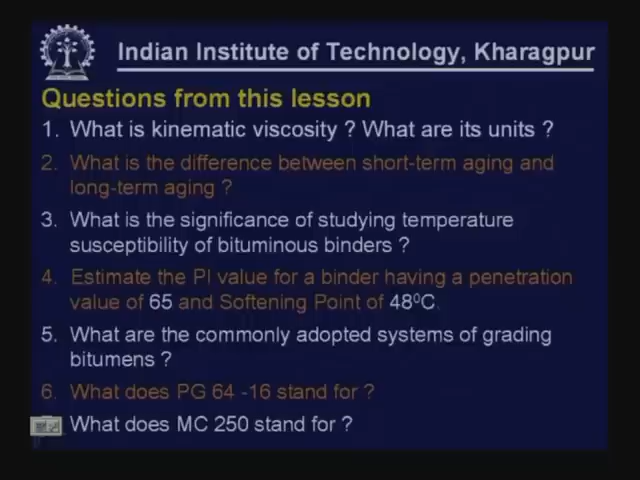 Indian Institute of Technology, Kharagpur
Questions from this lesson
1. What is kinematic viscosity ? What are its units ?
2. What is the difference between short-term aging and
long-term aging ?
3. What is the significance of studying temperature
susceptibility of bituminous binders ?
4. Estimate the PI value for a binder having a penetration
value of 65 and Softening Point of 48⁰C.
5. What are the commonly adopted systems of grading
bitumens ?
6. What does PG 64 -16 stand for ?
What does MC 250 stand for ?